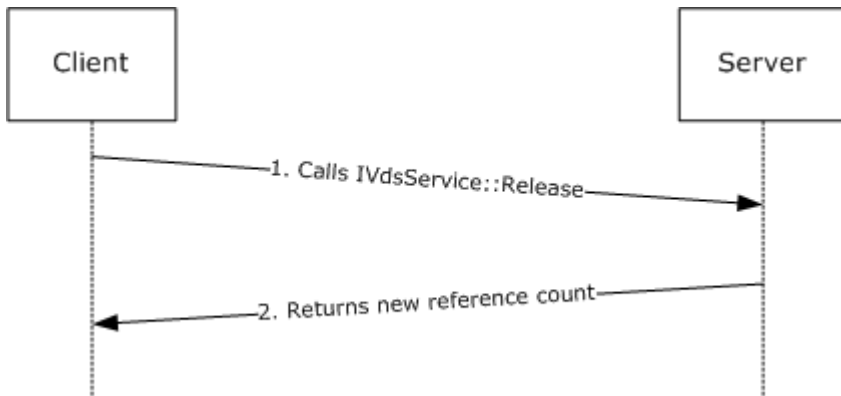 Client
Server
1. Calls IVdsService::Release
2. Returns new reference count